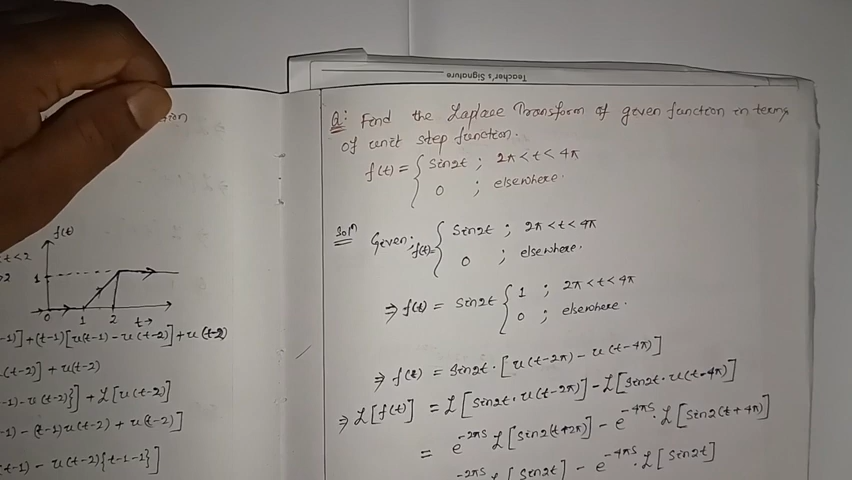 Teacher's Signature
f(t)
t<2
1
0 1 2 t→
-1)] + (t-1)[u(t-1) - u(t-2)] + u(t-2)
(t-2)] + u(t-2)
-1) - u(t-2)}] + L[u(t-2)]
-1) - (t-1)u(t-2) + u(t-2)]
(t-1) - u(t-2){t-1-1}]
Q: Find the Laplace Transform of given function in terms
of unit step function.
f(t) = { sin2t ; 2π < t < 4π
0 ; elsewhere.
Solⁿ Given; f(t)= { sin2t ; 2π < t < 4π
0 ; elsewhere.
⇒ f(t) = sin2t { 1 ; 2π < t < 4π
0 ; elsewhere.
⇒ f(t) = sin2t · [u(t-2π) - u(t-4π)]
⇒ L[f(t)] = L[sin2t · u(t-2π)] - L[sin2t · u(t-4π)]
= e^{-2πs} L[sin2(t+2π)] - e^{-4πs} · L[sin2(t+4π)]
-2πs L[sin2t] - e^{-4πs} · L[sin2t]